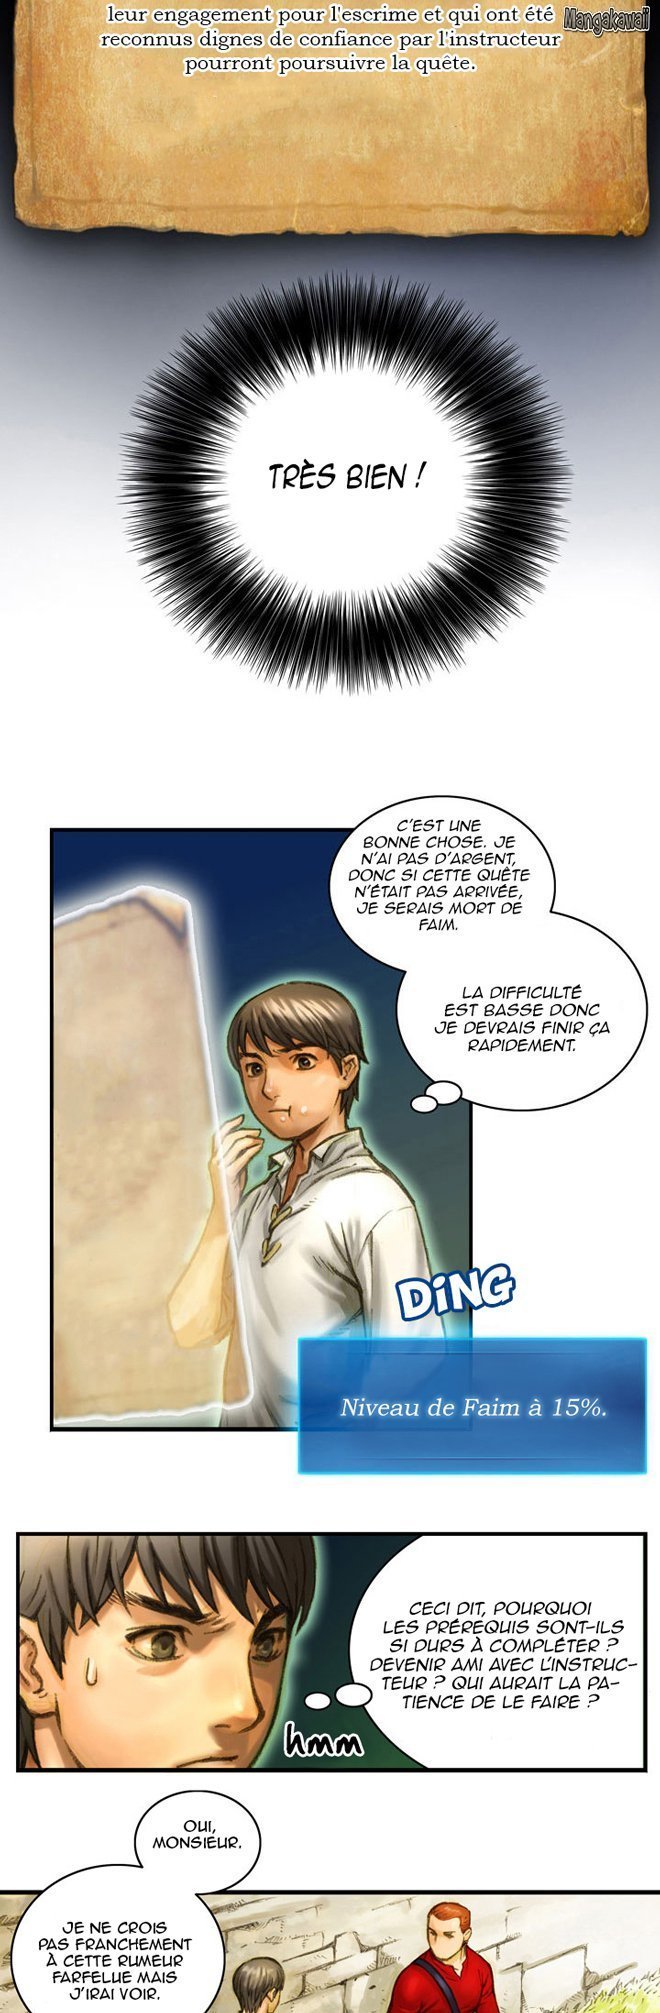 leur engagement pour l'escrime et qui ont été
Mangakawaii
reconnus dignes de confiance par l'instructeur
pourront poursuivre la quête.
TRÈS BIEN !
C'EST UNE
BONNE CHOSE. JE
N'AI PAS D'ARGENT,
DONC SI CETTE QUÊTE
N'ÉTAIT PAS ARRIVÉE,
JE SERAIS MORT DE
FAIM.
LA DIFFICULTÉ
EST BASSE DONC
JE DEVRAIS FINIR ÇA
RAPIDEMENT.
DiNG
Niveau de Faim à 15%.
CECI DIT, POURQUOI
LES PRÉREQUIS SONT-ILS
SI DURS À COMPLÉTER ?
DEVENIR AMI AVEC L'INSTRUC-
TEUR ? QUI AURAIT LA PA-
TIENCE DE LE FAIRE ?
hmm
OUI,
MONSIEUR.
JE NE CROIS
PAS FRANCHEMENT
À CETTE RUMEUR
FARFELUE MAIS
J'IRAI VOIR.